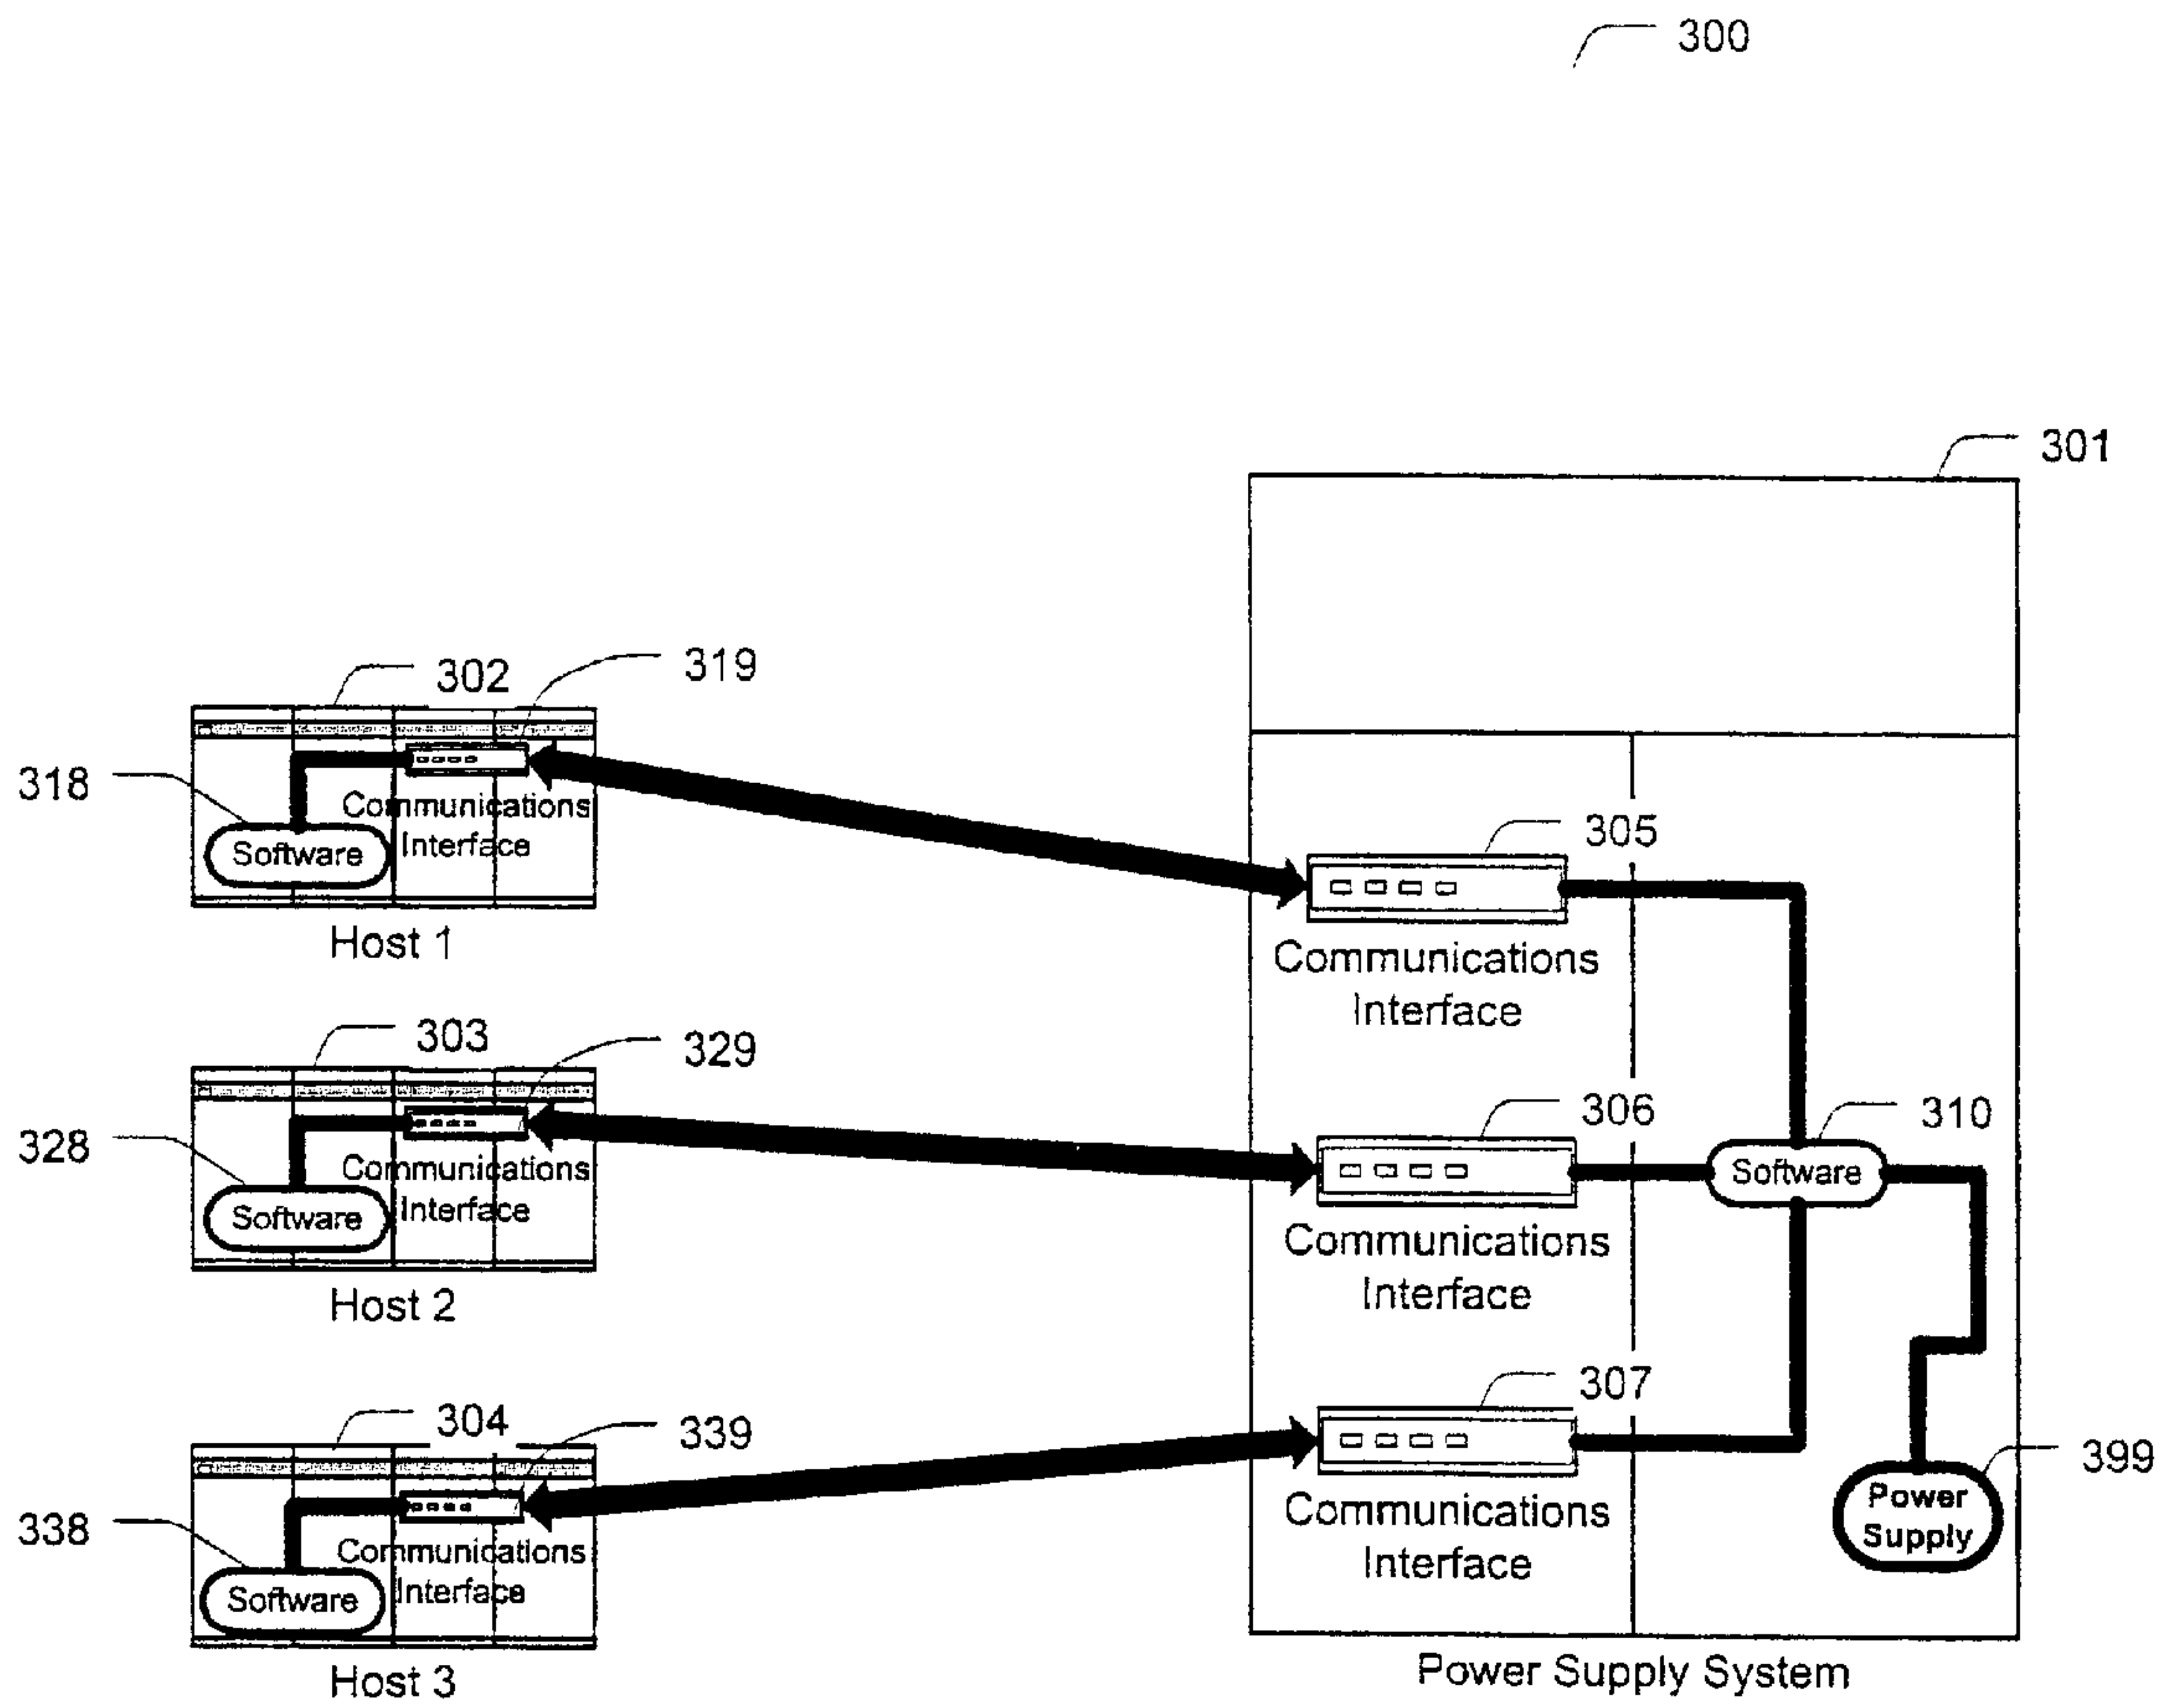 300
301
302
319
318
Communications
Interface
Software
Host 1
305
Communications
Interface
303
329
328
Communications
Interface
Software
Host 2
306
310
Software
Communications
Interface
304
339
338
Communications
Interface
Software
Host 3
307
Communications
Interface
399
Power
Supply
Power Supply System